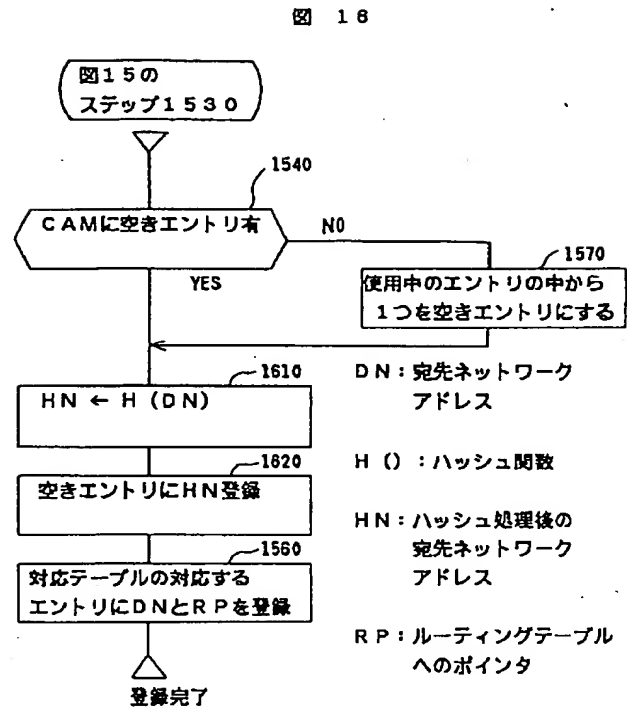 図 16
図15の
ステップ1530
1540
CAMに空きエントリ有
NO
YES
1570
使用中のエントリの中から
1つを空きエントリにする
1610
HN ← H(DN)
1620
空きエントリにHN登録
1560
対応テーブルの対応する
エントリにDNとRPを登録
登録完了
DN:宛先ネットワーク
アドレス
H():ハッシュ関数
HN:ハッシュ処理後の
宛先ネットワーク
アドレス
RP:ルーティングテーブル
へのポインタ